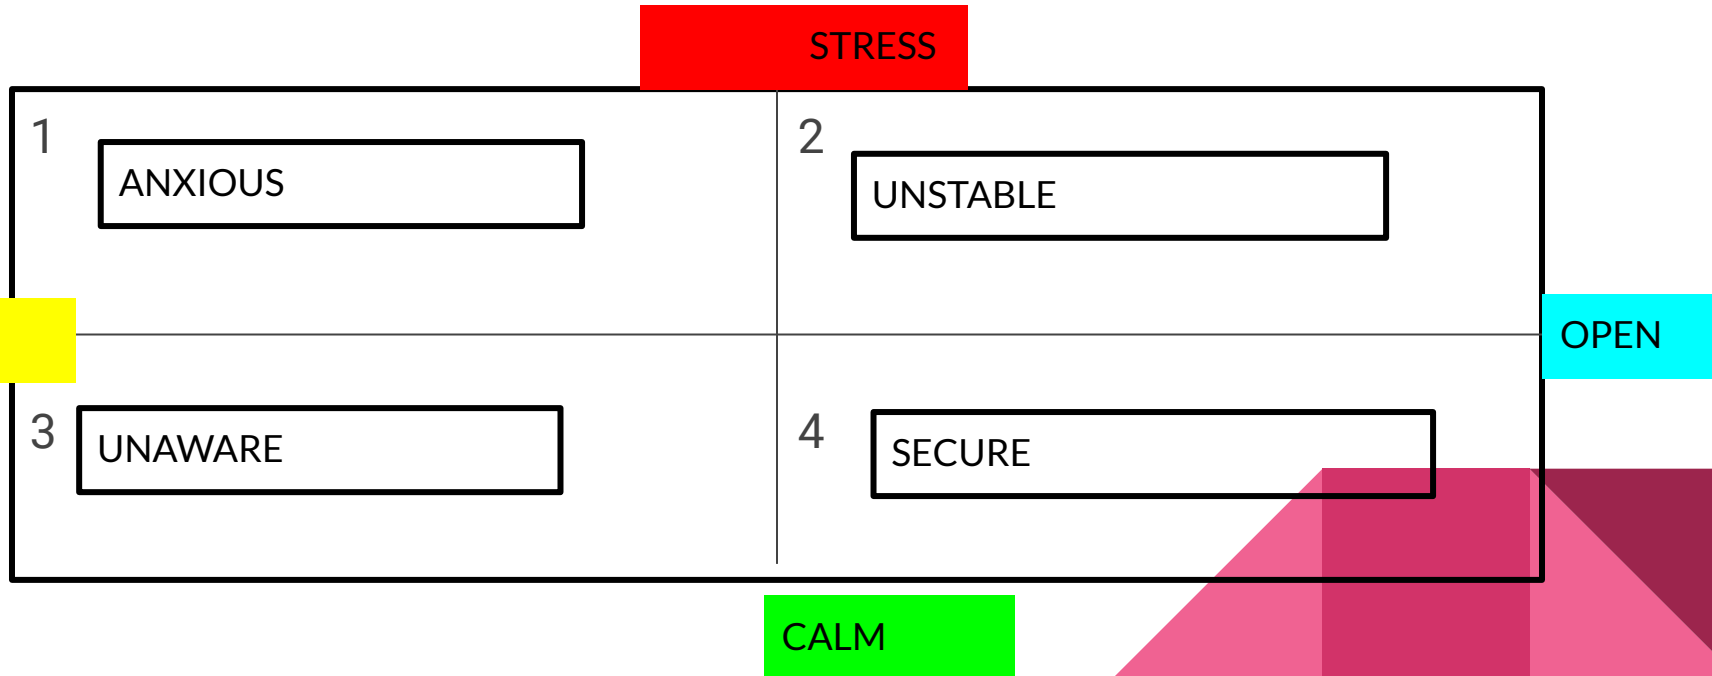 STRESS
1
ANXIOUS
2
UNSTABLE
OPEN
3
UNAWARE
4
SECURE
CALM